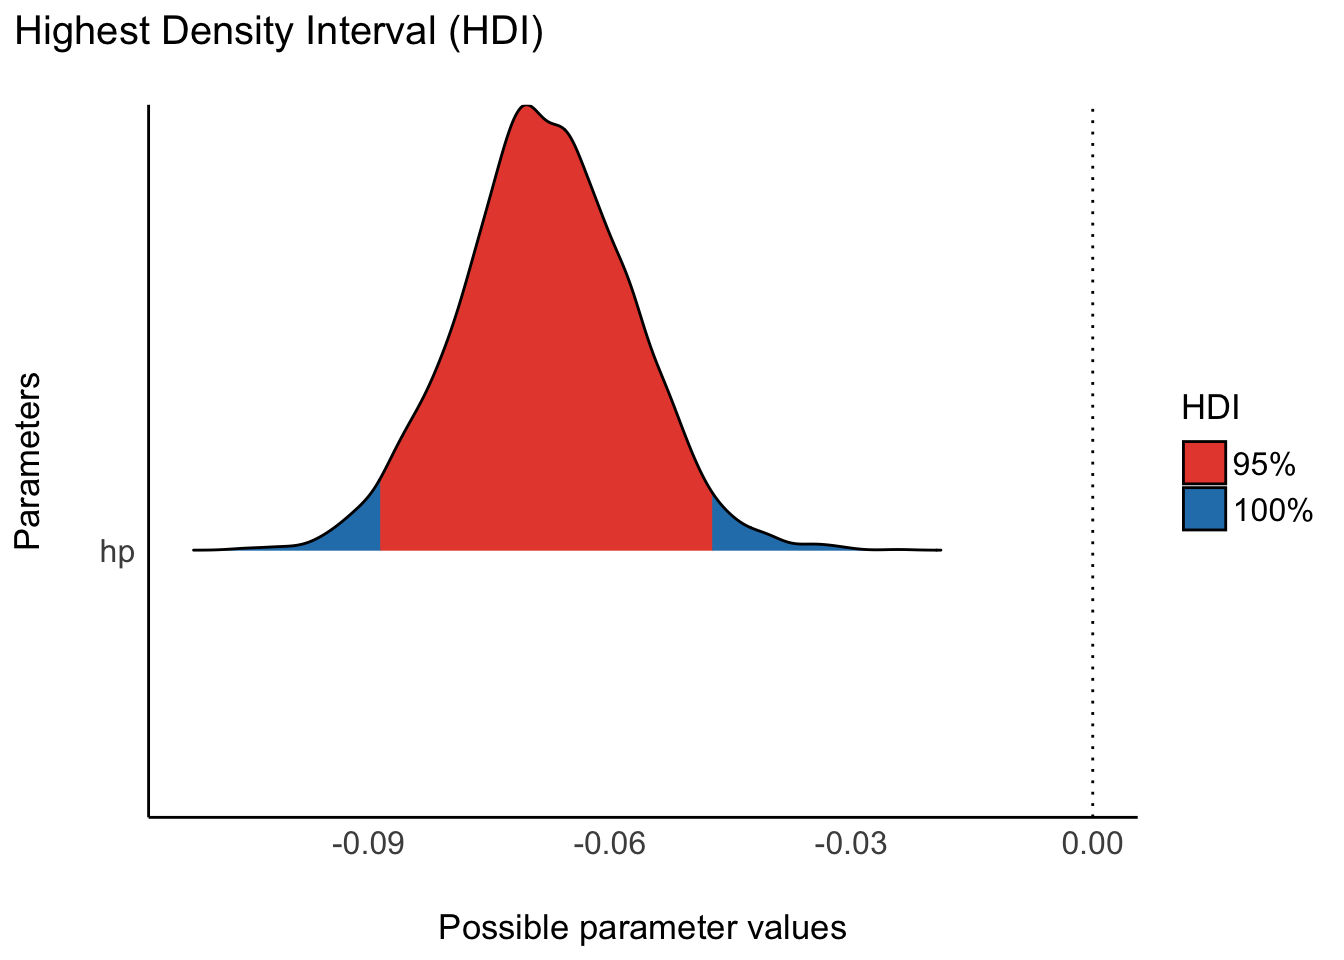 Highest Density Interval (HDI)
Parameters
hp
HDI
95%
100%
-0.09 -0.06 -0.03 0.00
Possible parameter values